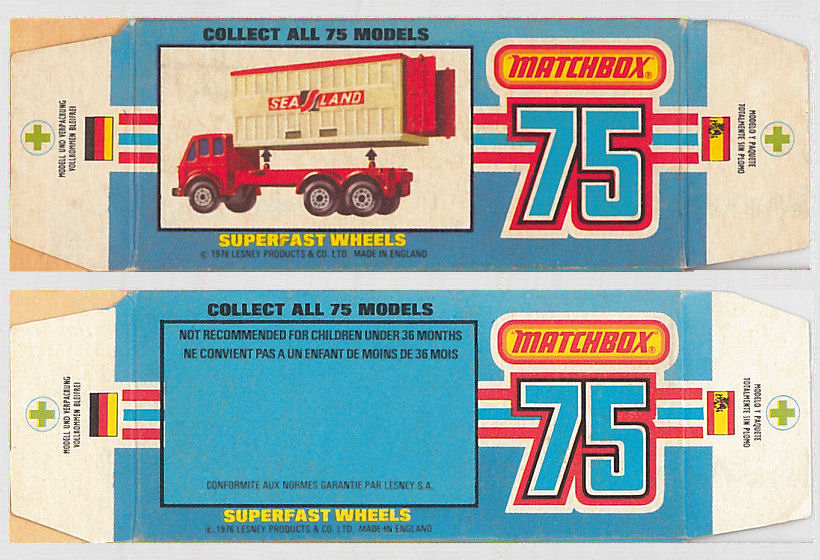 COLLECT ALL 75 MODELS
MODELL UND VERPACKUNG
VOLLKOMMEN BLEIFREI
SEA LAND
MATCHBOX®
75
MODELO Y PAQUETE
TOTALMENTE SIN PLOMO
SUPERFAST WHEELS
© 1976 LESNEY PRODUCTS & CO. LTD. MADE IN ENGLAND
COLLECT ALL 75 MODELS
MODELL UND VERPACKUNG
VOLLKOMMEN BLEIFREI
NOT RECOMMENDED FOR CHILDREN UNDER 36 MONTHS
NE CONVIENT PAS A UN ENFANT DE MOINS DE 36 MOIS
MATCHBOX®
75
MODELO Y PAQUETE
TOTALMENTE SIN PLOMO
CONFORMITE AUX NORMES GARANTIE PAR LESNEY S.A.
SUPERFAST WHEELS
© 1976 LESNEY PRODUCTS & CO. LTD. MADE IN ENGLAND